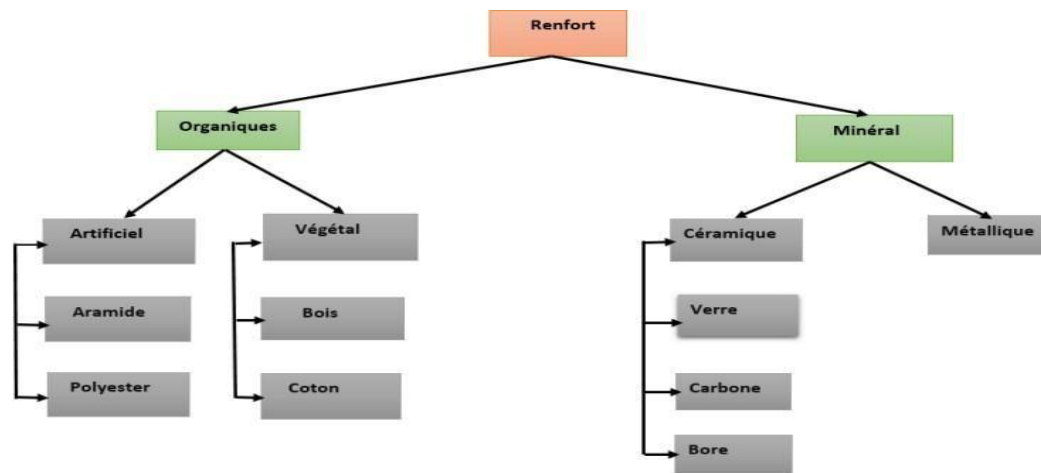 Renfort
Organiques
Minéral
Artificiel
Végétal
Céramique
Métallique
Aramide
Bois
Verre
Polyester
Coton
Carbone
Bore